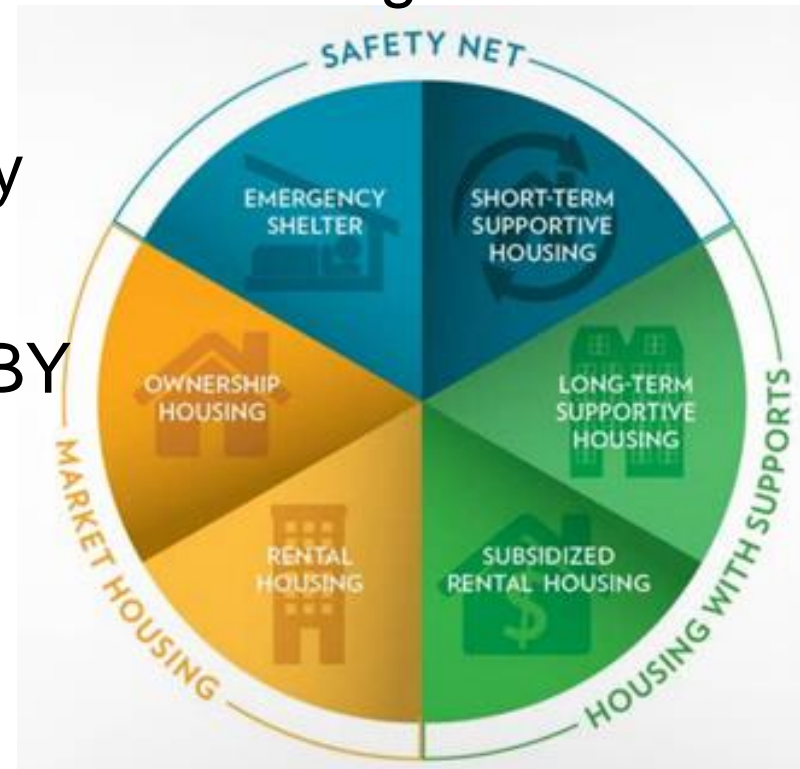 g
SAFETY NET
y
EMERGENCY
SHELTER
SHORT-TERM
SUPPORTIVE
HOUSING
BY
OWNERSHIP
HOUSING
LONG-TERM
SUPPORTIVE
HOUSING
MARKET HOUSING
RENTAL
HOUSING
SUBSIDIZED
RENTAL HOUSING
$
HOUSING WITH SUPPORTS